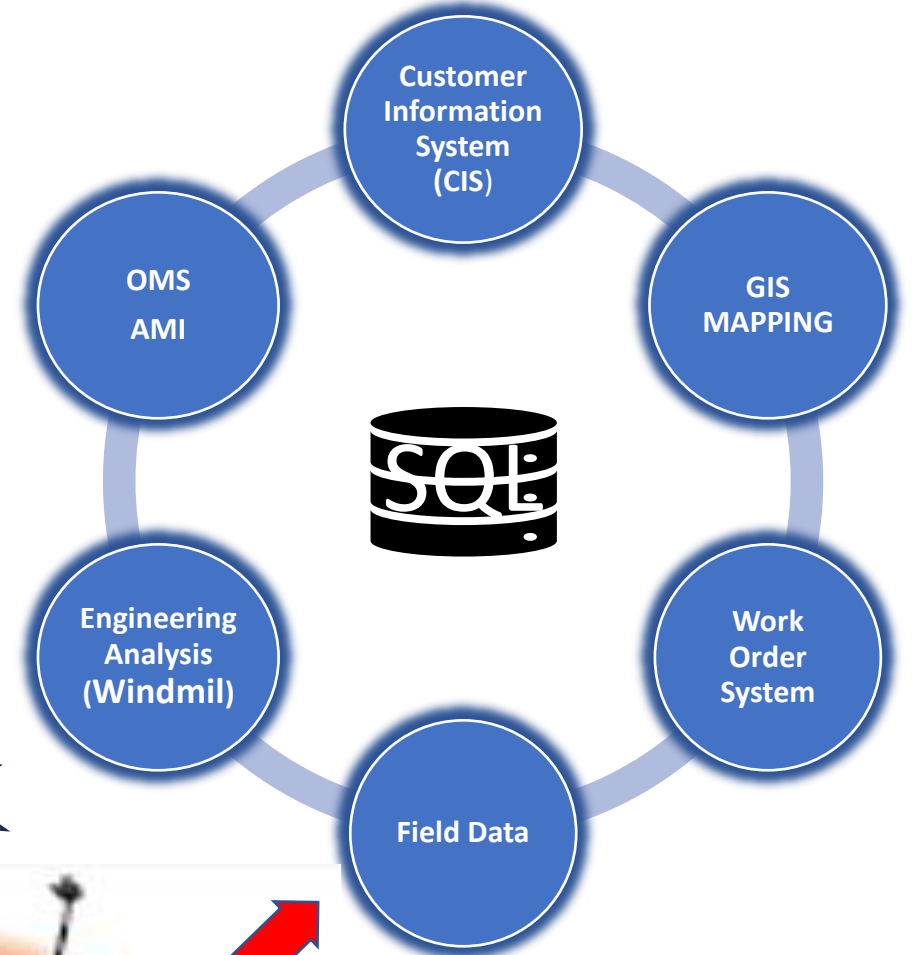 Customer
Information
System
(CIS)
GIS
MAPPING
Work
Order
System
Field Data
Engineering
Analysis
(Windmil)
OMS
AMI
SQL